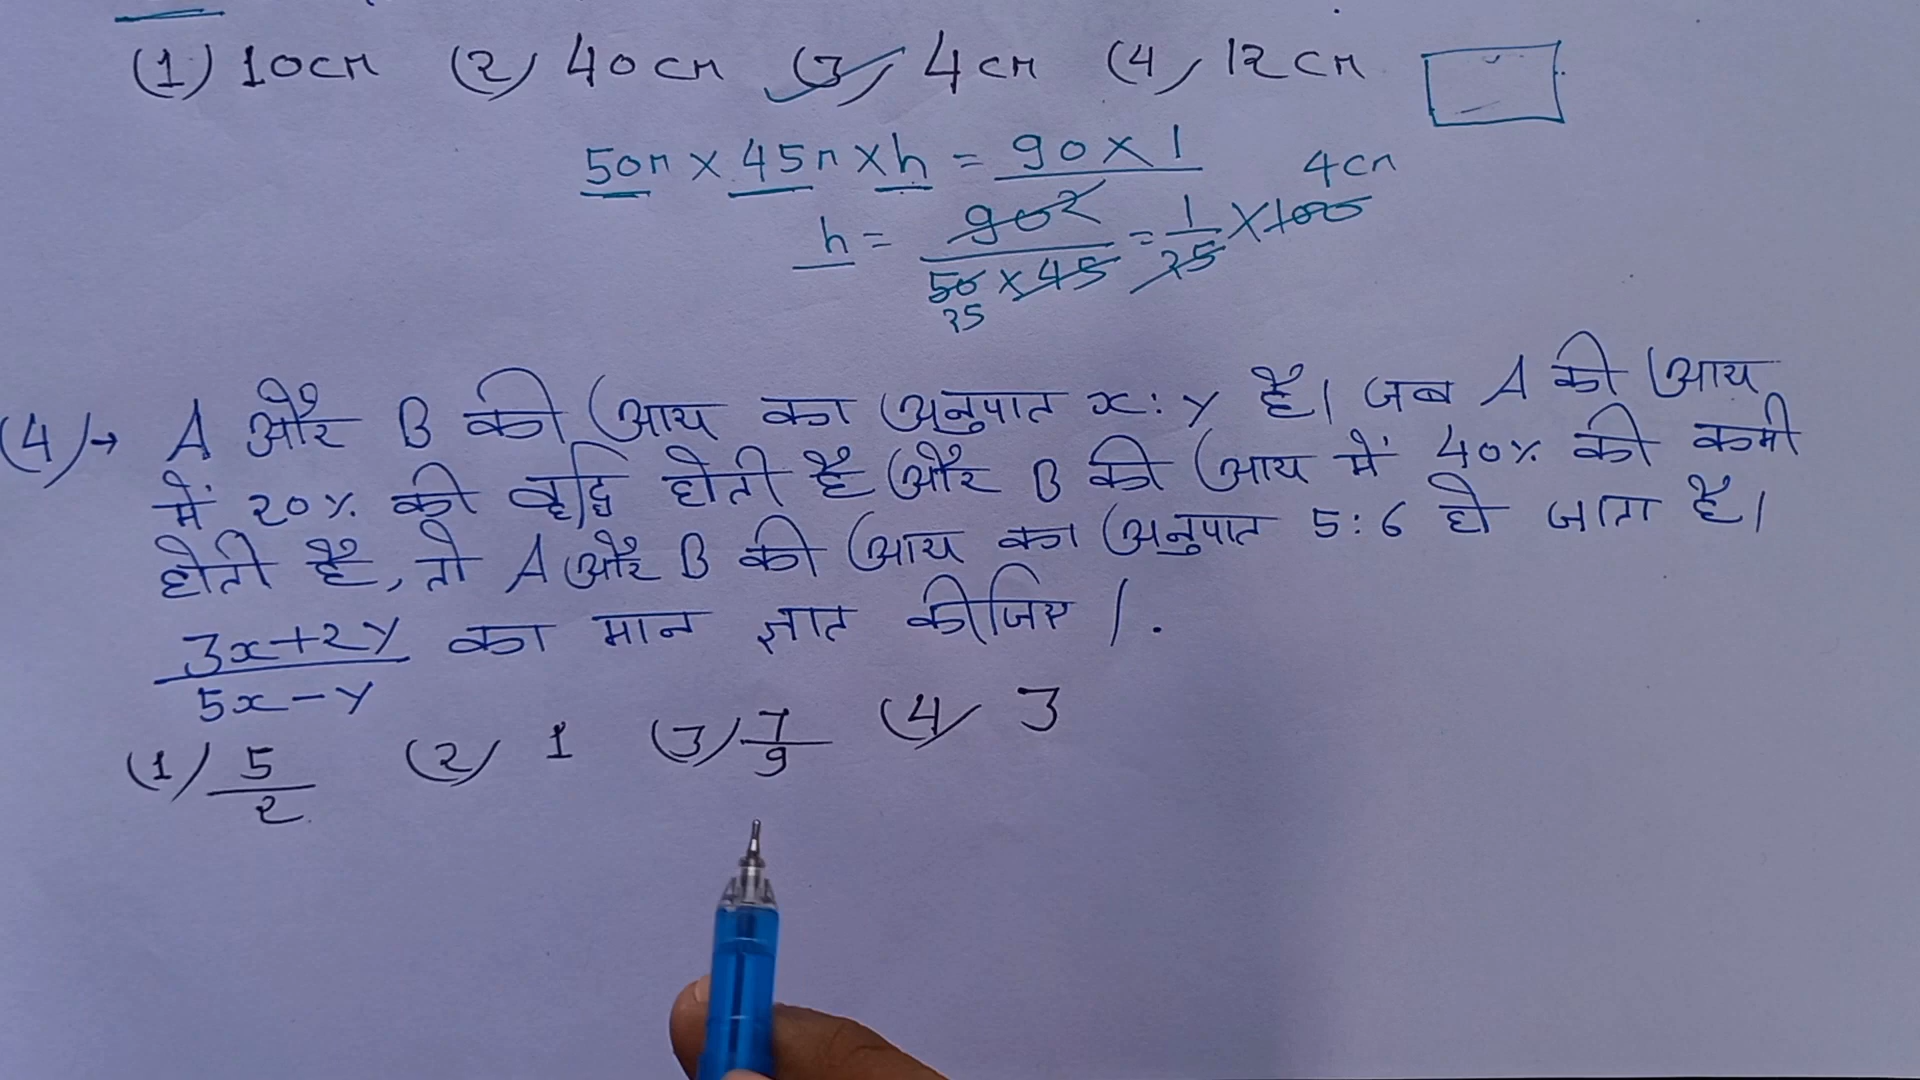 (1) 10cm (2) 40cm (3) 4cm (4) 12cm
50m × 45m × h = 90 × 1
h = 90 2 / 50 × 45 25 = 1/25 × 100 4cm
(4)→ A और B की आय का अनुपात x:y है। जब A की आय
में 20% की वृद्धि होती है और B की आय में 40% की कमी
होती है, तो A और B की आय का अनुपात 5:6 हो जाता है।
3x+2y / 5x-y का मान ज्ञात कीजिए।
(1) 5/2 (2) 1 (3) 7/9 (4) 3